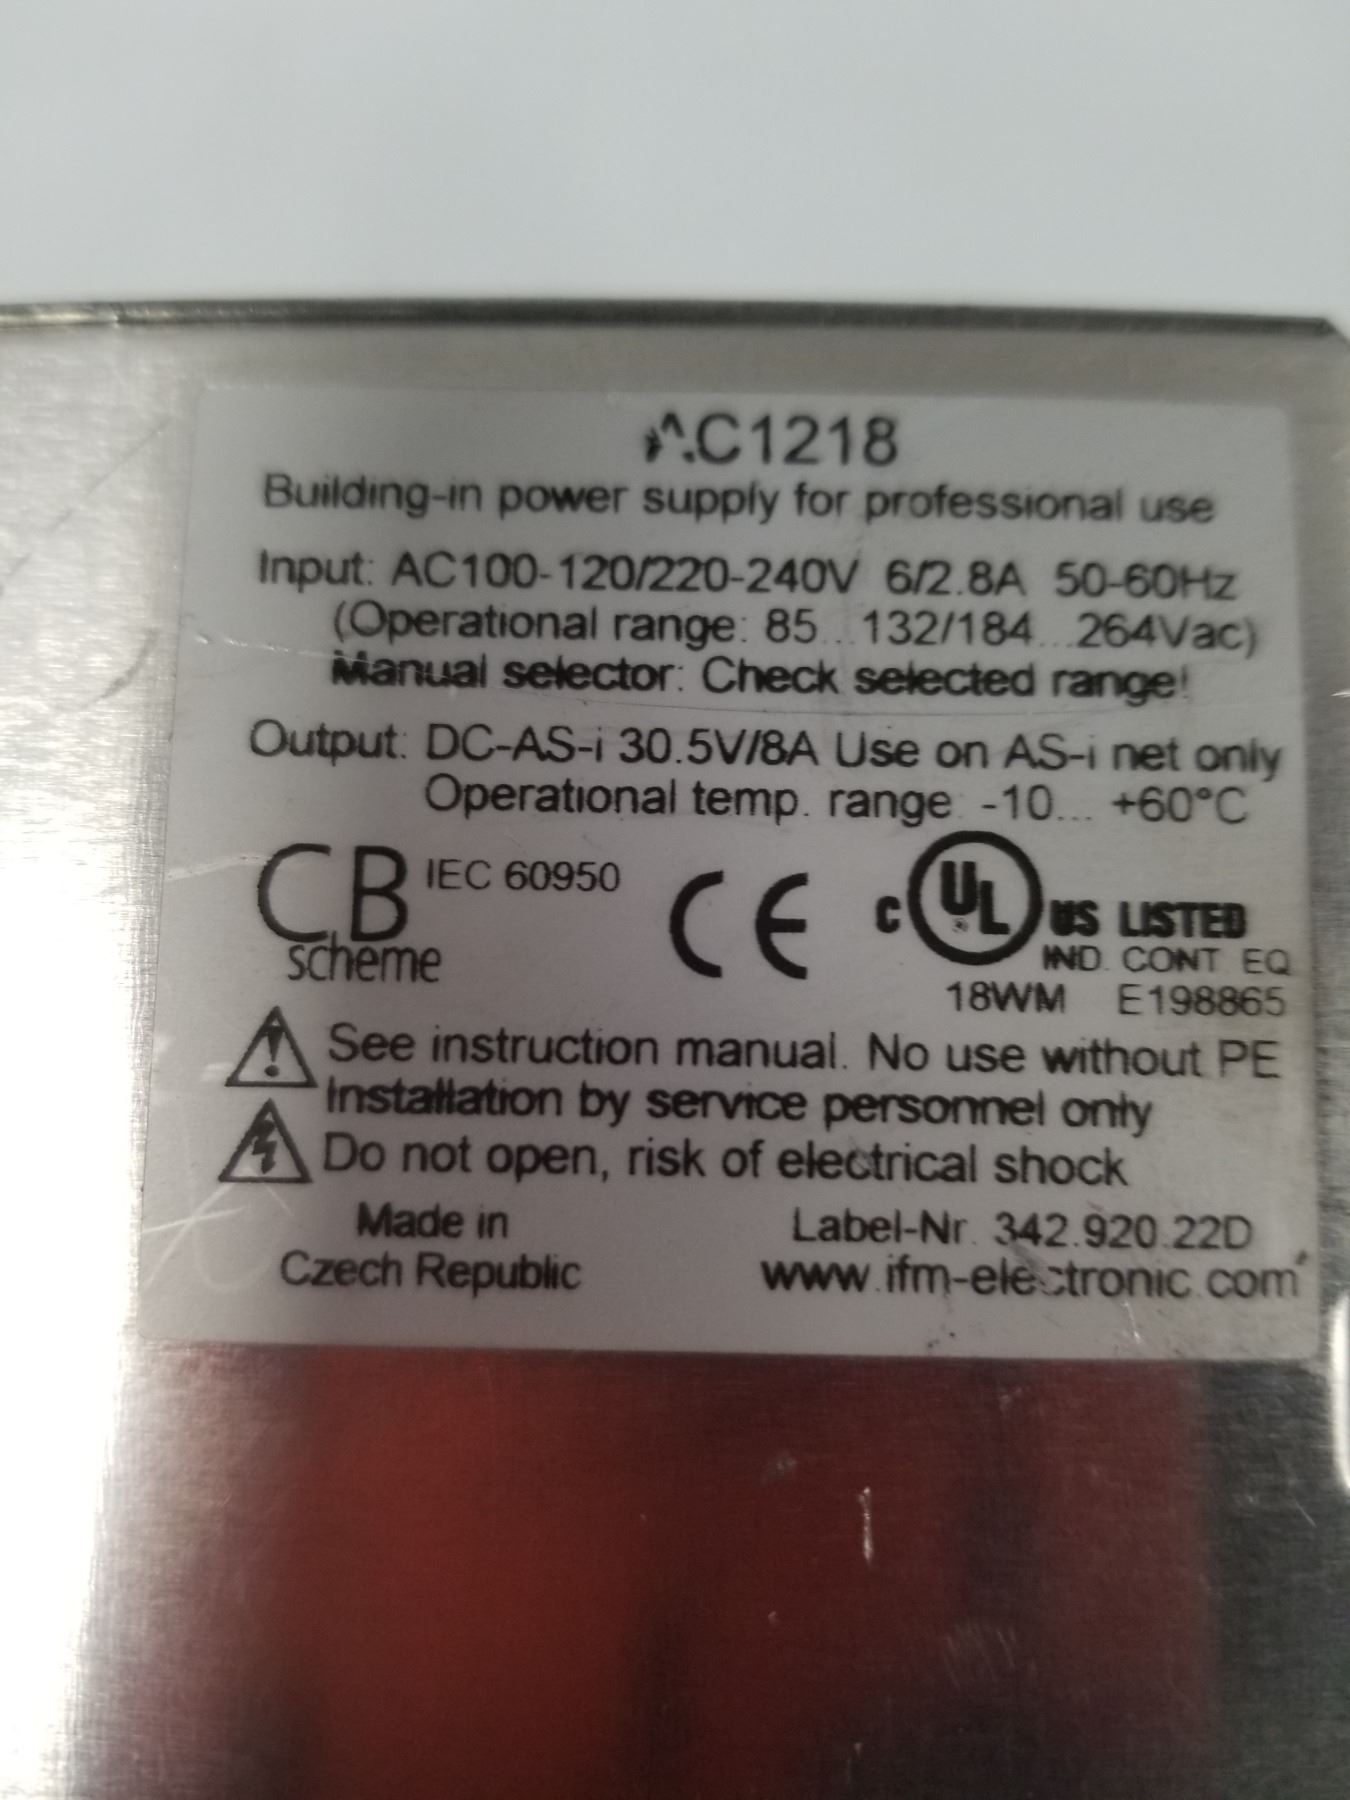 AC1218
Building-in power supply for professional use
Input: AC100-120/220-240V 6/2.8A 50-60Hz
(Operational range: 85...132/184...264Vac)
Manual selector: Check selected range!
Output: DC-AS-i 30.5V/8A Use on AS-i net only
Operational temp. range: -10... +60°C
CB IEC 60950
scheme
CE
C UL US LISTED
IND. CONT. EQ
18WM E198865
See instruction manual. No use without PE
Installation by service personnel only
Do not open, risk of electrical shock
Made in
Czech Republic
Label-Nr. 342.920.22D
www.ifm-electronic.com